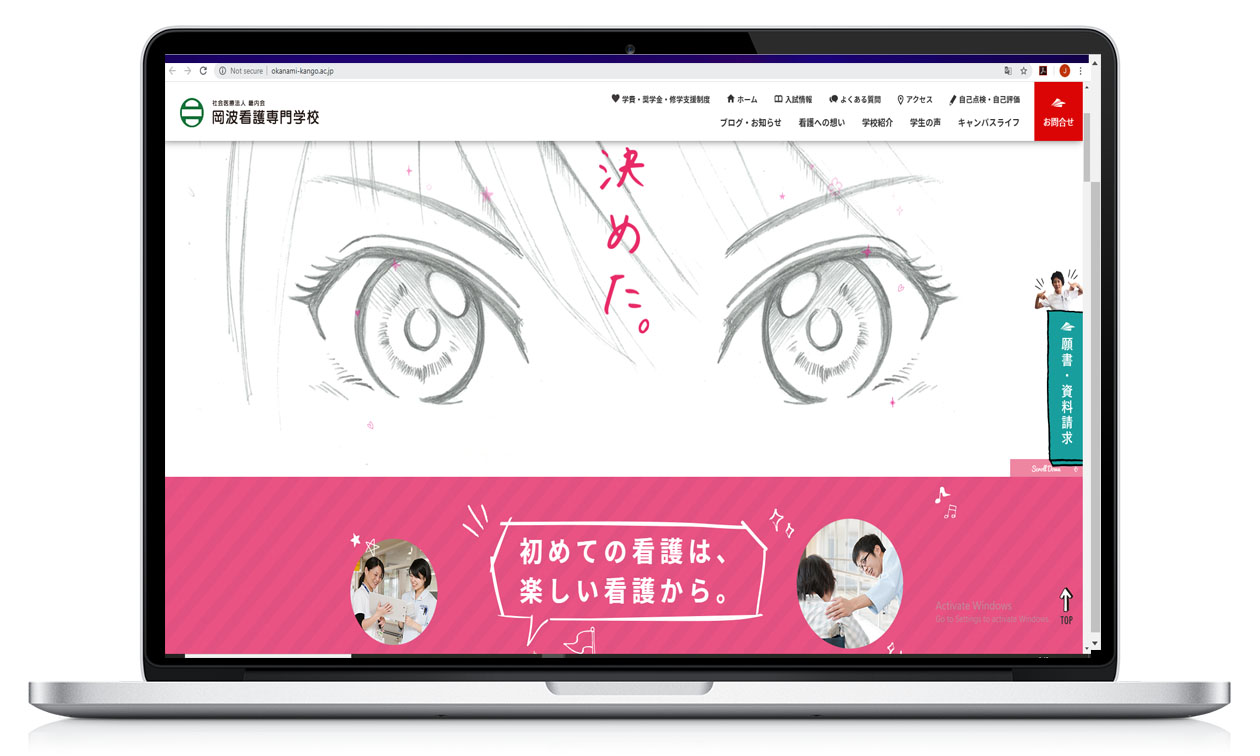 Not secure | okanami-kango.ac.jp
社会医療法人 畿内会
岡波看護専門学校
学費・奨学金・修学支援制度 ホーム 入試情報 よくある質問 アクセス 自己点検・自己評価
ブログ・お知らせ 看護への想い 学校紹介 学生の声 キャンパスライフ
お問合せ
決めた。
願書・資料請求
Scroll Down
初めての看護は、
楽しい看護から。
Activate Windows
Go to Settings to activate Windows.
TOP